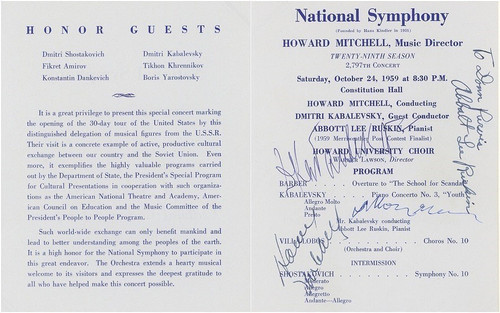 HONOR GUESTS
Dmitri Shostakovich Dmitri Kabalevsky
Fikret Amirov Tikhon Khrennikov
Konstantin Dankevich Boris Yarostovsky
It is a great privilege to present this special concert marking
the opening of the 30-day tour of the United States by this
distinguished delegation of musical figures from the U.S.S.R.
Their visit is a concrete example of active, productive cultural
exchange between our country and the Soviet Union. Even
more, it exemplifies the highly valuable programs carried
out by the Department of State, the President's Special Program
for Cultural Presentations in cooperation with such organiza-
tions as the American National Theatre and Academy, Amer-
ican Council on Education and the Music Committee of the
President's People to People Program.
Such world-wide exchange can only benefit mankind and
lead to better understanding among the peoples of the earth.
It is a high honor for the National Symphony to participate in
this great endeavor. The Orchestra extends a hearty musical
welcome to its visitors and expresses the deepest gratitude to
all who have helped make this concert possible.
National Symphony
(Founded by Hans Kindler in 1931)
HOWARD MITCHELL, Music Director
TWENTY-NINTH SEASON
2,797TH CONCERT
Saturday, October 24, 1959 at 8:30 P.M.
Constitution Hall
HOWARD MITCHELL, Conducting
DMITRI KABALEVSKY, Guest Conductor
ABBOTT LEE RUSKIN, Pianist
(1959 Merriweather Post Contest Finalist)
HOWARD UNIVERSITY CHOIR
WARNER LAWSON, Director
PROGRAM
BARBER Overture to "The School for Scandal"
KABALEVSKY Piano Concerto No. 3, "Youth"
Allegro Molto
Andante
Presto
Mr. Kabalevsky conducting
Abbott Lee Ruskin, Pianist
VILLA-LOBOS Choros No. 10
(Orchestra and Choir)
INTERMISSION
SHOSTAKOVICH Symphony No. 10
Moderato
Allegro
Allegretto
Andante—Allegro
To
Abbott Lee Ruskin
Howard Mitchell